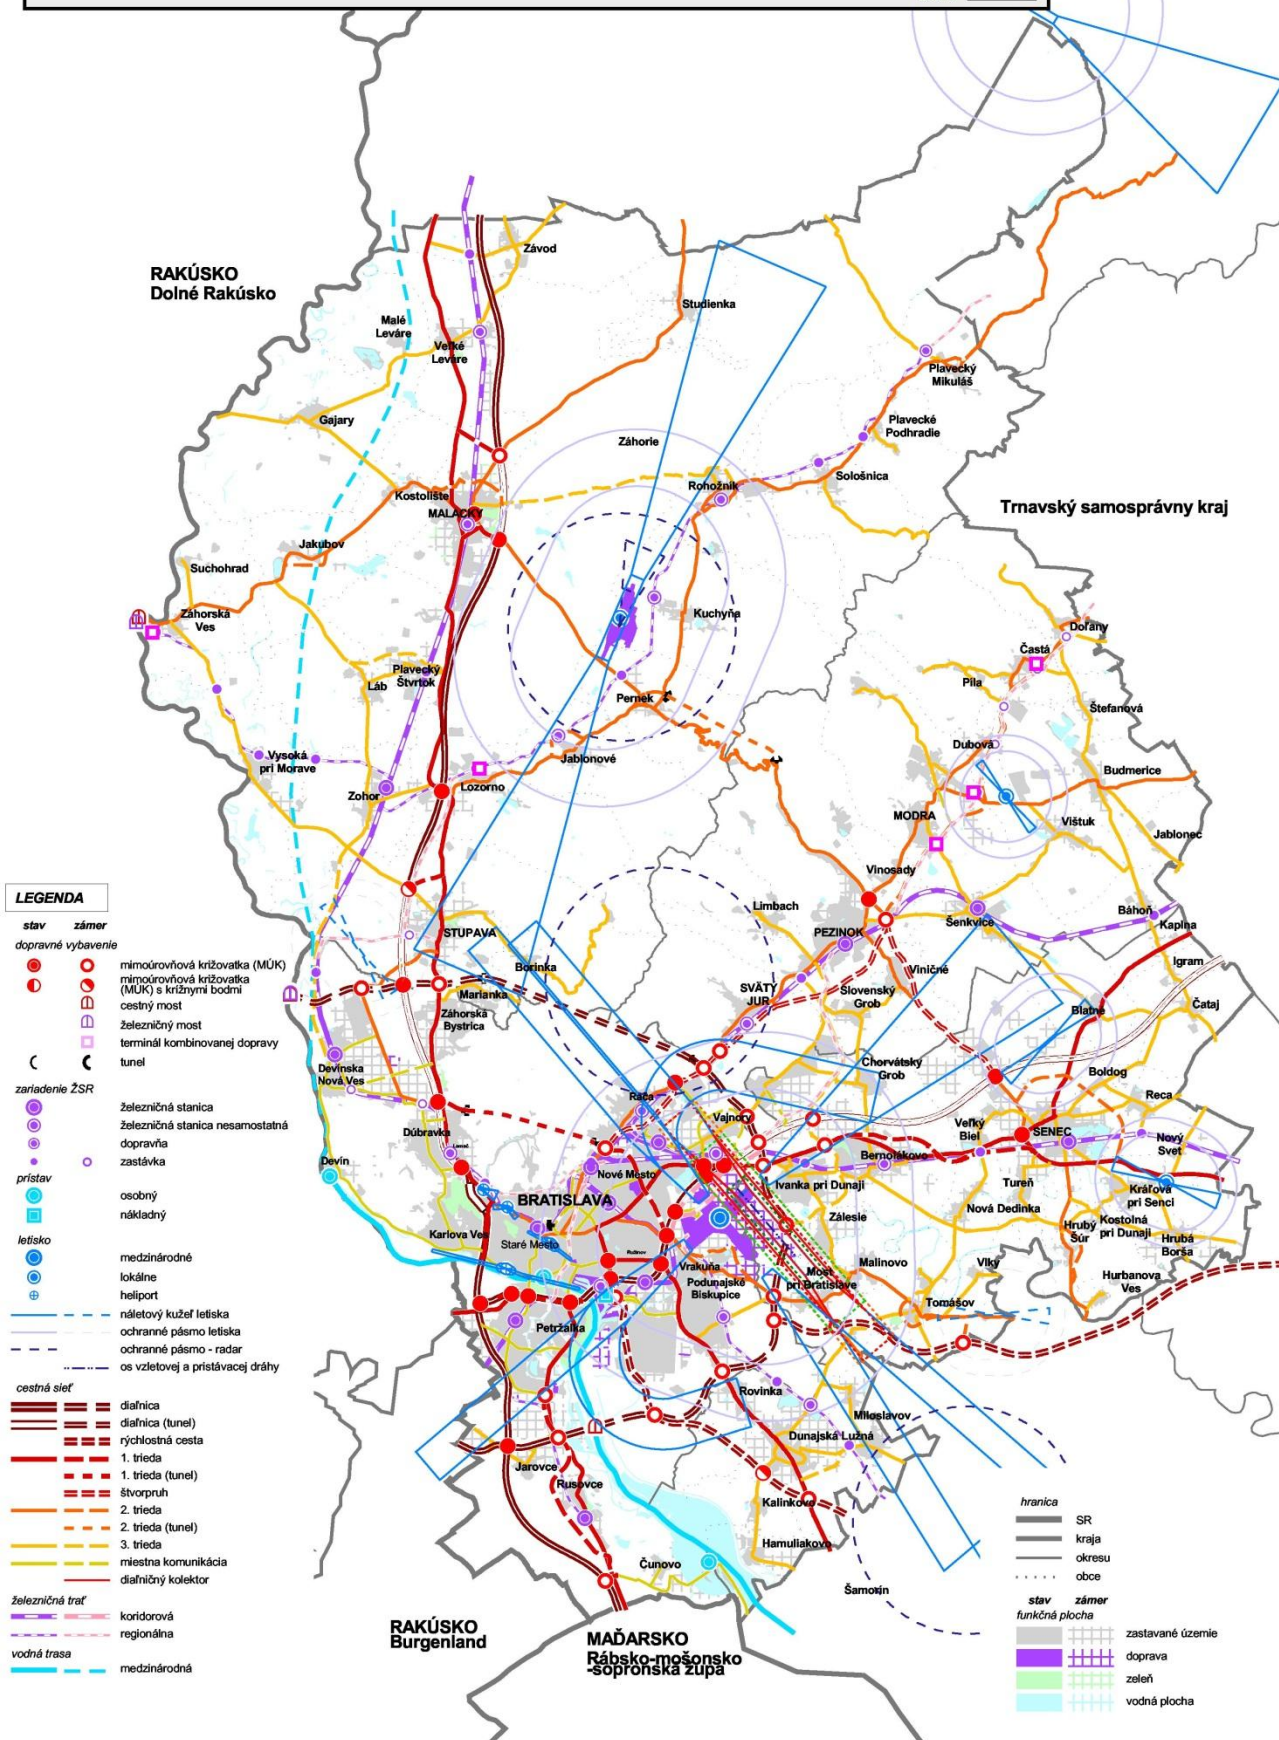 Závod
RAKÚSKO
Dolné Rakúsko
Studienka
Malé
Leváre
Veľké
Leváre
Plavecký
Mikuláš
Gajary
Plavecké
Podhradie
Záhorie
Sološnica
Rohožník
Kostolište
Trnavský samosprávny kraj
MALACKY
Jakubov
Suchohrad
Záhorská
Ves
Kuchyňa
Doľany
Častá
Plavecký
Štvrtok
Láb
Píla
Pernek
Štefanová
Dubová
Vysoká
pri Morave
Jablonové
Budmerice
Lozorno
Zohor
MODRA
Vištuk
Jablonec
Vinosady
LEGENDA
stav zámer
dopravné vybavenie
mimoúrovňová križovatka (MÚK)
mimoúrovňová križovatka
(MÚK) s krížnymi bodmi
cestný most
železničný most
terminál kombinovanej dopravy
tunel
zariadenie ŽSR
železničná stanica
železničná stanica nesamostatná
dopravňa
zastávka
prístav
osobný
nákladný
letisko
medzinárodné
lokálne
heliport
náletový kužeľ letiska
ochranné pásmo letiska
ochranné pásmo - radar
os vzletovej a pristávacej dráhy
cestná sieť
diaľnica
diaľnica (tunel)
rýchlostná cesta
1. trieda
1. trieda (tunel)
štvorpruh
2. trieda
2. trieda (tunel)
3. trieda
miestna komunikácia
diaľničný kolektor
železničná trať
koridorová
regionálna
vodná trasa
medzinárodná
Limbach
Šenkvice
Báhoň
Kaplna
STUPAVA
PEZINOK
Borinka
Igram
Viničné
Marianka
SVÄTÝ
JUR
Slovenský
Grob
Blatné
Čataj
Záhorská
Bystrica
Devínska
Nová Ves
Chorvátsky
Grob
Boldog
Reca
Rača
Vajnory
Dúbravka
Veľký
Biel
SENEC
Nový
Svet
Lamač
Bernolákovo
Devín
Nové Mesto
Ivanka pri Dunaji
Tureň
Kráľová
pri Senci
BRATISLAVA
Nová Dedinka
Zálesie
Kostolná
pri Dunaji
Hrubý
Šúr
Hrubá
Borša
Karlova Ves
Staré Mesto
Ružinov
Vrakuňa
Podunajské
Biskupice
Most
pri Bratislave
Malinovo
Vlky
Hurbanova
Ves
Tomášov
Petržalka
Rovinka
Miloslavov
Dunajská Lužná
Jarovce
Rusovce
Kalinkovo
Hamuliakovo
Čunovo
Šamorín
RAKÚSKO
Burgenland
MAĎARSKO
Rábsko-mošonsko
-šopronská župa
hranica
SR
kraja
okresu
obce
stav zámer
funkčná plocha
zastavané územie
doprava
zeleň
vodná plocha